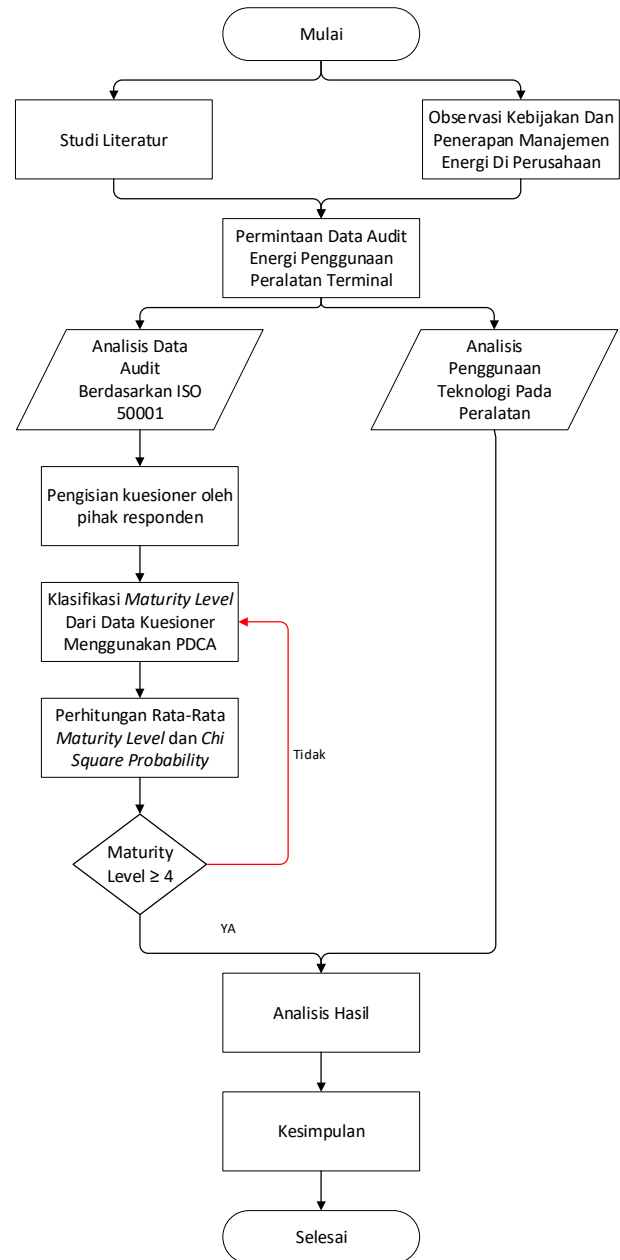 Mulai
Studi Literatur
Observasi Kebijakan Dan
Penerapan Manajemen
Energi Di Perusahaan
Permintaan Data Audit
Energi Penggunaan
Peralatan Terminal
Analisis Data
Audit
Berdasarkan ISO
50001
Analisis
Penggunaan
Teknologi Pada
Peralatan
Pengisian kuesioner oleh
pihak responden
Klasifikasi Maturity Level
Dari Data Kuesioner
Menggunakan PDCA
Perhitungan Rata-Rata
Maturity Level dan Chi
Square Probability
Tidak
Maturity
Level ≥ 4
YA
Analisis Hasil
Kesimpulan
Selesai